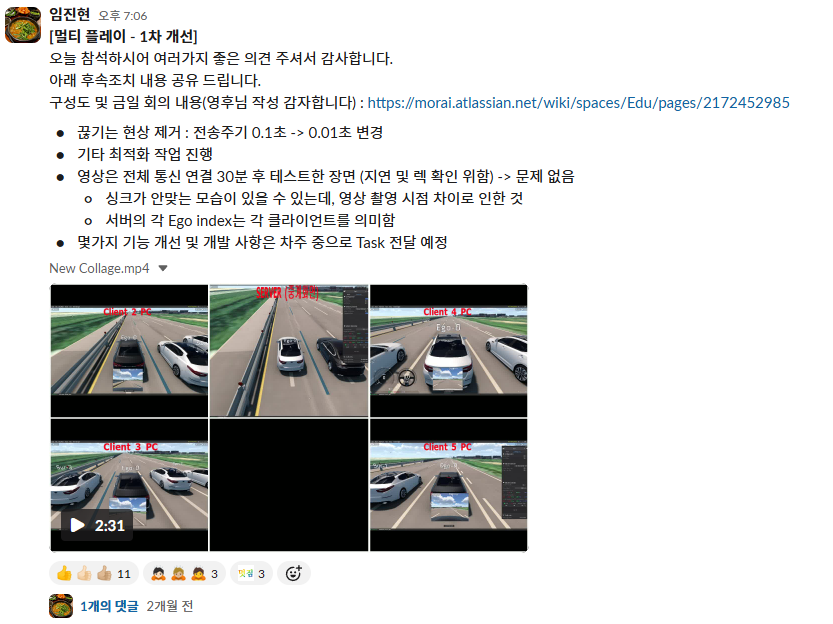 임진현 오후 7:06
[멀티 플레이 - 1차 개선]
오늘 참석하시어 여러가지 좋은 의견 주셔서 감사합니다.
아래 후속조치 내용 공유 드립니다.
구성도 및 금일 회의 내용(영후님 작성 감자합니다) : https://morai.atlassian.net/wiki/spaces/Edu/pages/2172452985
• 끊기는 현상 제거 : 전송주기 0.1초 -> 0.01초 변경
• 기타 최적화 작업 진행
• 영상은 전체 통신 연결 30분 후 테스트한 장면 (지연 및 렉 확인 위함) -> 문제 없음
○ 싱크가 안맞는 모습이 있을 수 있는데, 영상 촬영 시점 차이로 인한 것
○ 서버의 각 Ego index는 각 클라이언트를 의미함
• 몇가지 기능 개선 및 개발 사항은 차주 중으로 Task 전달 예정
New Collage.mp4
Client 2 PC
SERVER (중계화면)
Client 4 PC
Ego-0
Ego-0
Client 3 PC
Client 5 PC
Ego-0
Ego-0
2:31
11
3
맛집 3
1개의 댓글 2개월 전